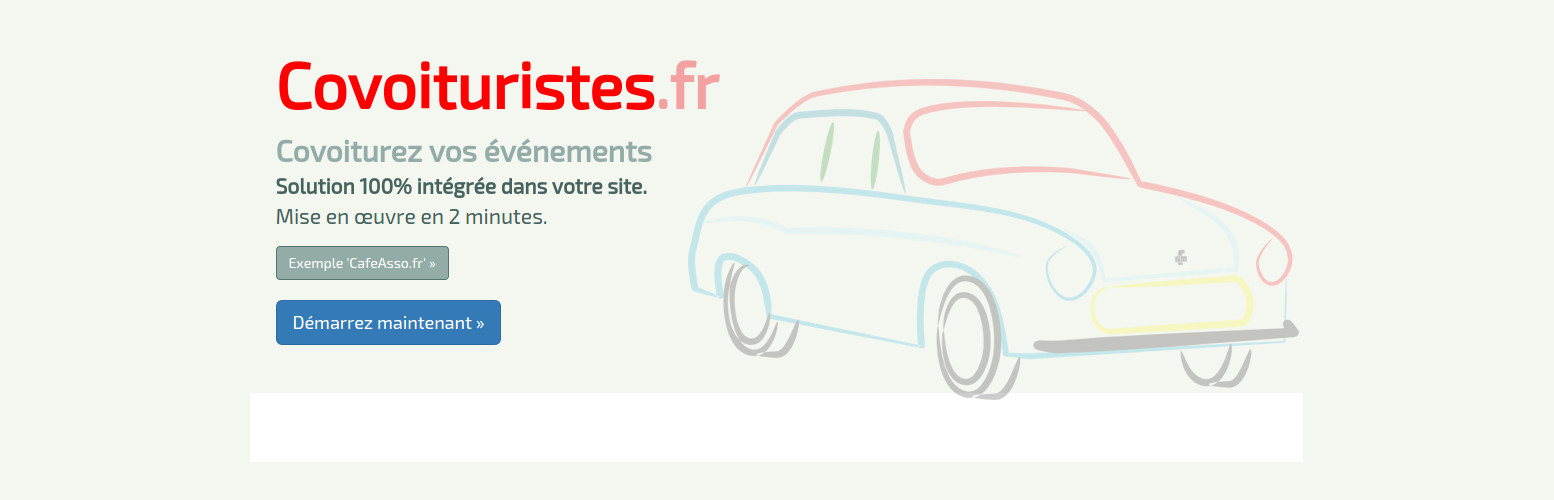 Covoituristes.fr
Covoiturez vos événements
Solution 100% intégrée dans votre site.
Mise en œuvre en 2 minutes.
Exemple 'CafeAsso.fr' »
Démarrez maintenant »